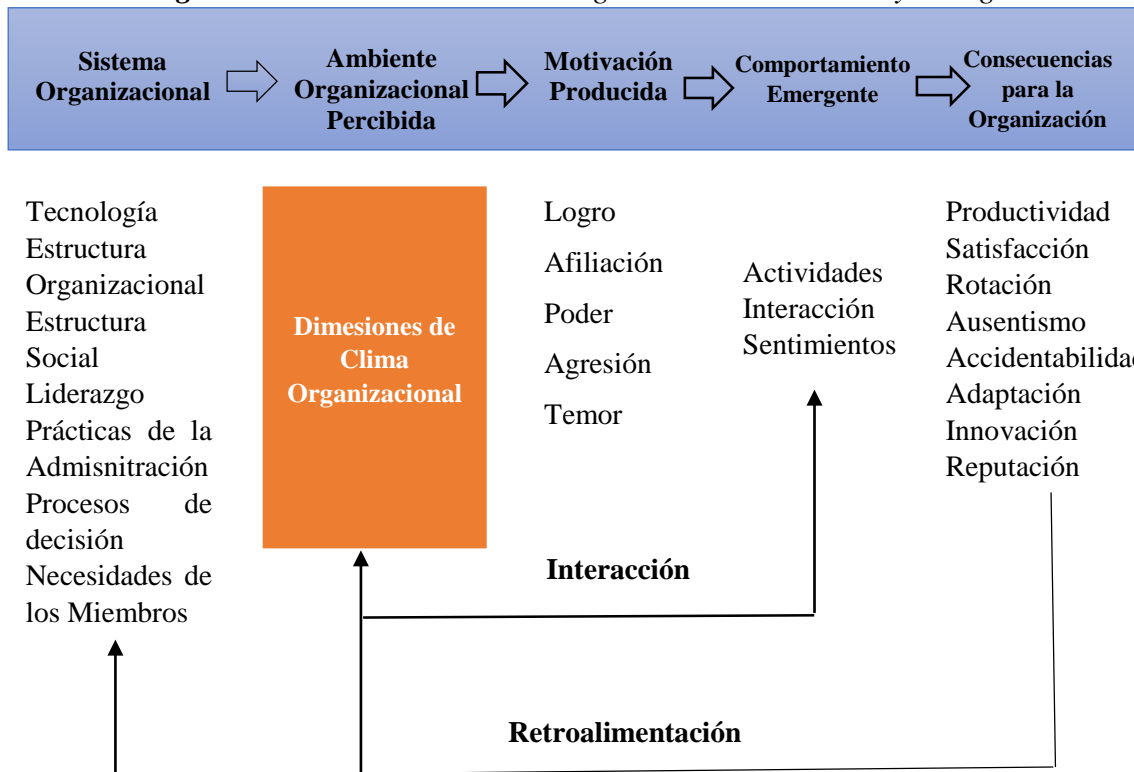 Sistema
Organizacional
Ambiente
Organizacional
Percibida
Motivación
Producida
Comportamiento
Emergente
Consecuencias
para la
Organización
Tecnología
Estructura
Organizacional
Estructura
Social
Liderazgo
Prácticas de la
Admisnitración
Procesos de
decisión
Necesidades de
los Miembros
Dimesiones de
Clima
Organizacional
Logro
Afiliación
Poder
Agresión
Temor
Actividades
Interacción
Sentimientos
Productividad
Satisfacción
Rotación
Ausentismo
Accidentabilidad
Adaptación
Innovación
Reputación
Interacción
Retroalimentación